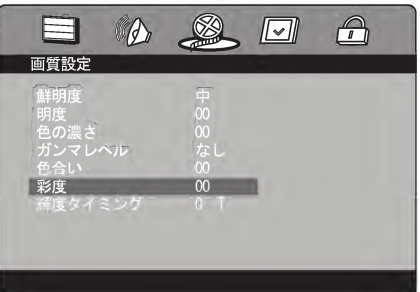 画質設定
鮮明度 中
明度 00
色の濃さ 00
ガンマレベル なし
色合い 00
彩度 00
輝度タイミング 0 T